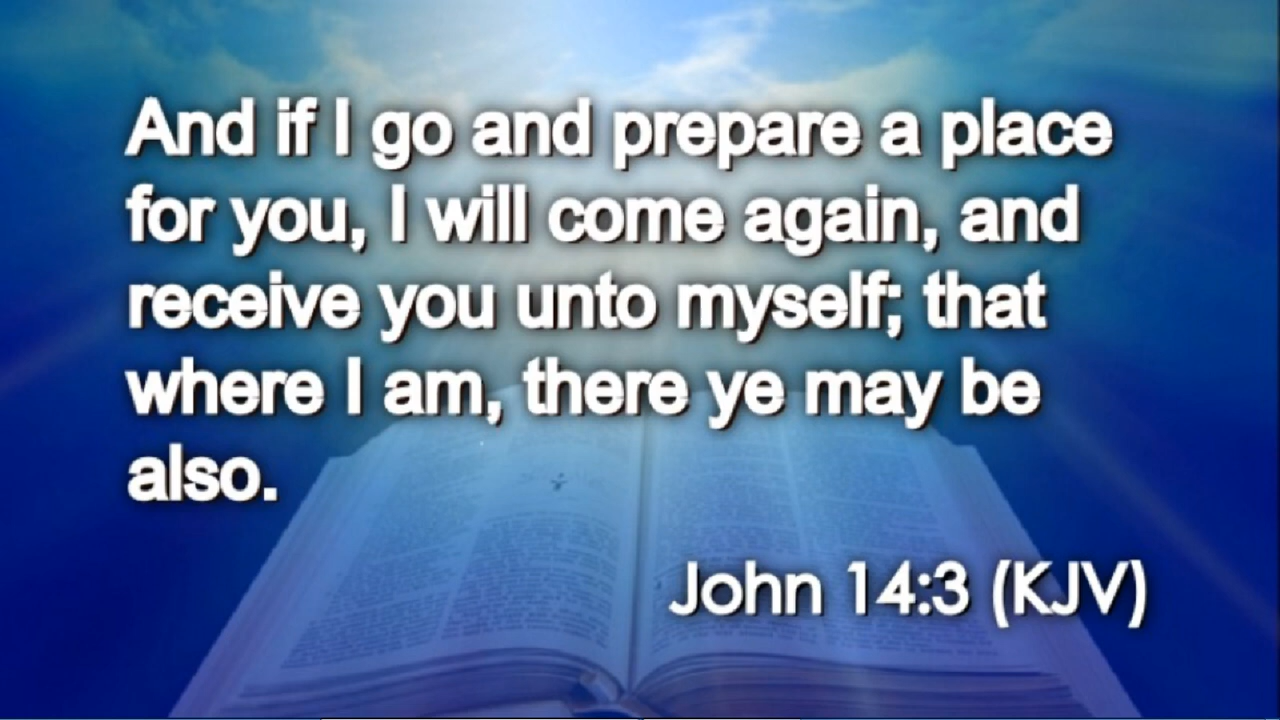 And if I go and prepare a place
for you, I will come again, and
receive you unto myself; that
where I am, there ye may be
also.
John 14:3 (KJV)